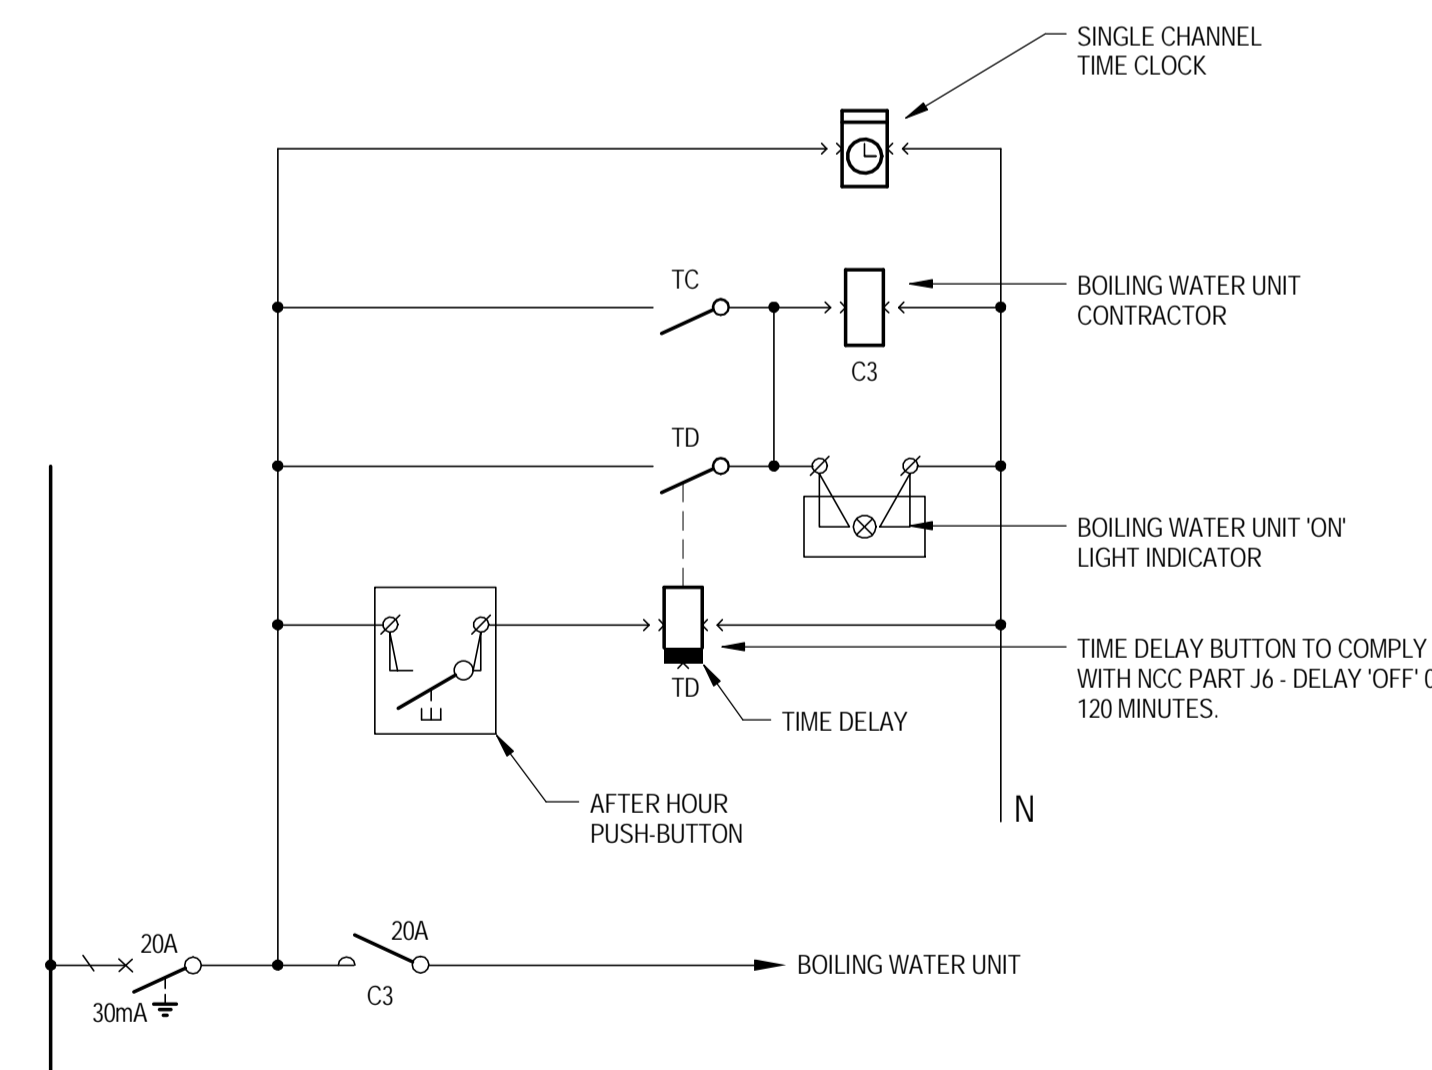 SINGLE CHANNEL
TIME CLOCK
TC
BOILING WATER UNIT
CONTRACTOR
C3
TD
BOILING WATER UNIT 'ON'
LIGHT INDICATOR
TIME DELAY BUTTON TO COMPLY
WITH NCC PART J6 - DELAY 'OFF'
120 MINUTES.
TD
TIME DELAY
AFTER HOUR
PUSH-BUTTON
N
20A
20A
BOILING WATER UNIT
30mA
C3